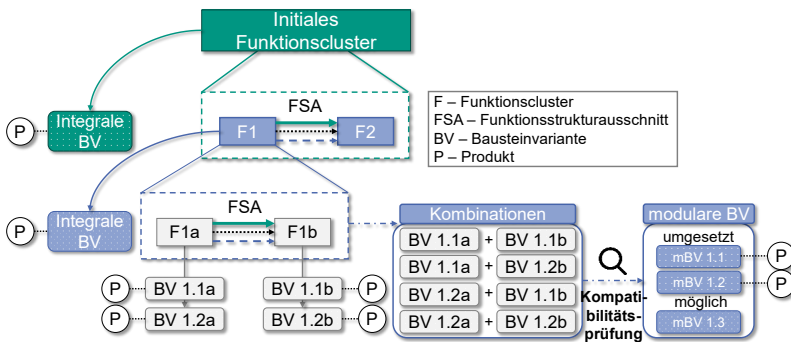 Initiales
Funktionscluster
FSA
F1
F2
F – Funktionscluster
FSA – Funktionsstrukturausschnitt
BV – Bausteinvariante
P – Produkt
P
Integrale
BV
P
Integrale
BV
FSA
F1a
F1b
P
BV 1.1a
BV 1.1b
P
P
BV 1.2a
BV 1.2b
P
Kombinationen
BV 1.1a + BV 1.1b
BV 1.1a + BV 1.2b
BV 1.2a + BV 1.1b
BV 1.2a + BV 1.2b
Kompati-
bilitäts-
prüfung
modulare BV
umgesetzt
mBV 1.1
P
mBV 1.2
P
möglich
mBV 1.3